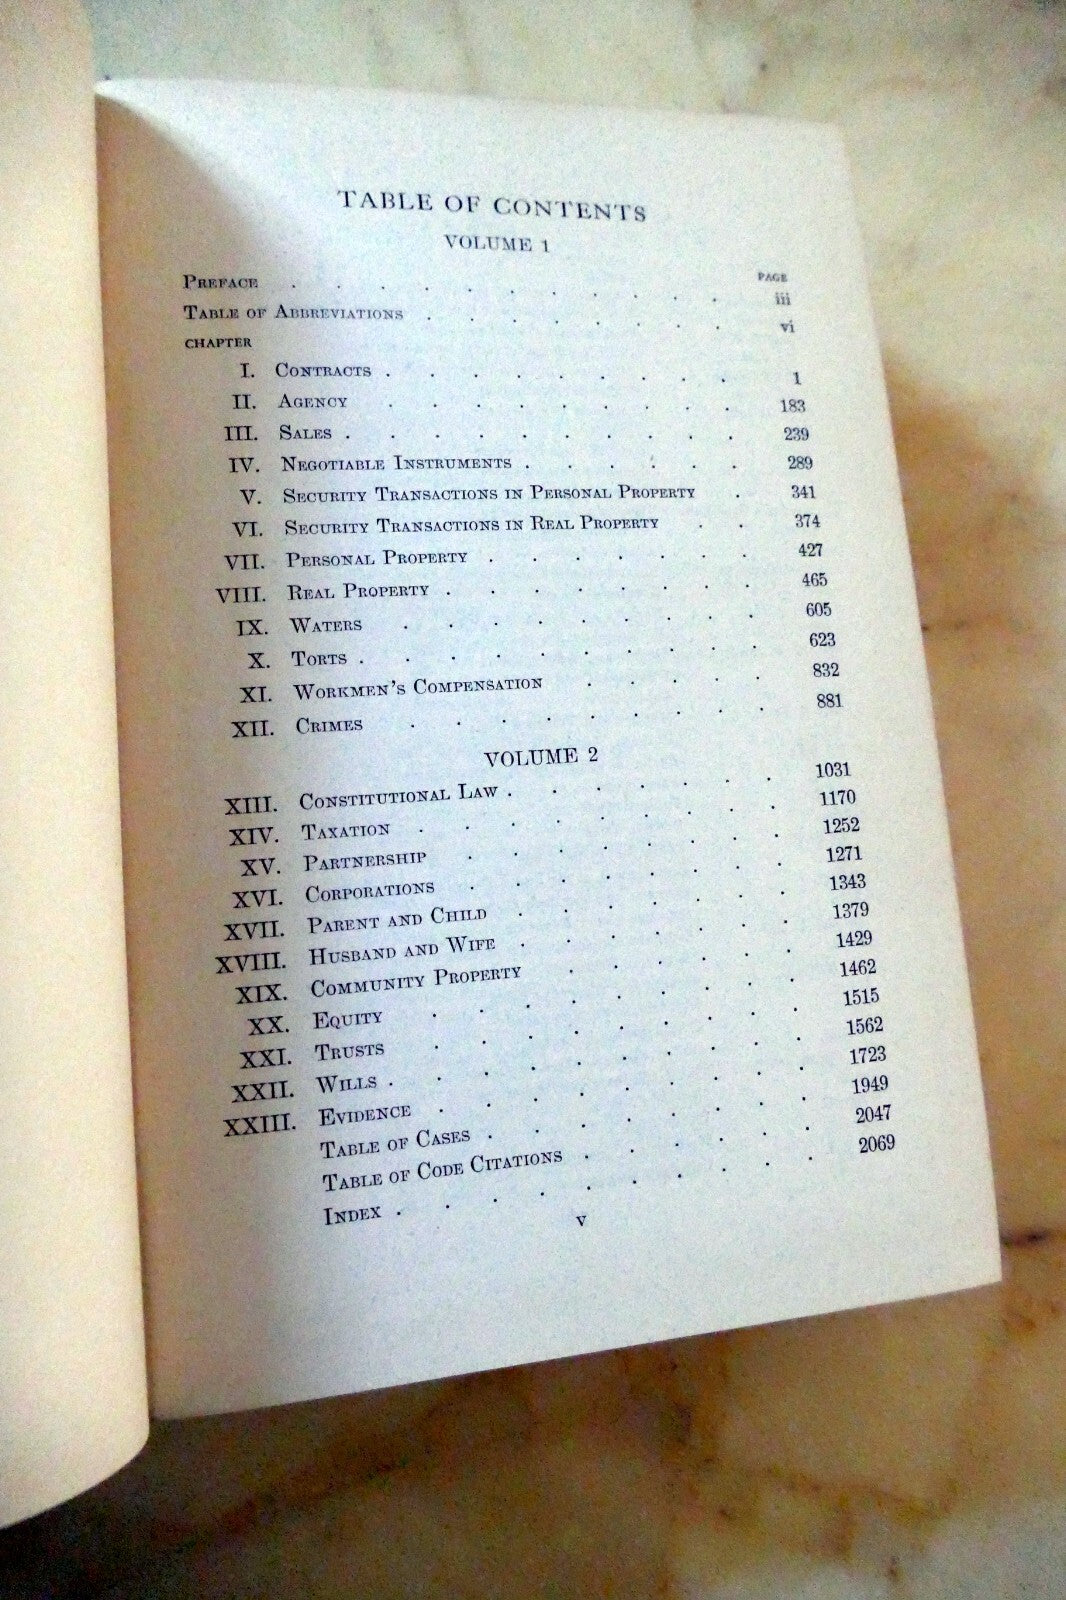 TABLE OF CONTENTS
VOLUME 1
PAGE
PREFACE . . . . . . . . . . iii
TABLE OF ABBREVIATIONS . . . . . . . vi
CHAPTER
I. CONTRACTS . . . . . . . . . 1
II. AGENCY . . . . . . . . . 183
III. SALES . . . . . . . . . . 239
IV. NEGOTIABLE INSTRUMENTS . . . . . . 289
V. SECURITY TRANSACTIONS IN PERSONAL PROPERTY . 341
VI. SECURITY TRANSACTIONS IN REAL PROPERTY . . 374
VII. PERSONAL PROPERTY . . . . . . . 427
VIII. REAL PROPERTY . . . . . . . . 465
IX. WATERS . . . . . . . . . 605
X. TORTS . . . . . . . . . . 623
XI. WORKMEN'S COMPENSATION . . . . . 832
XII. CRIMES . . . . . . . . . 881
VOLUME 2
XIII. CONSTITUTIONAL LAW . . . . . . . 1031
XIV. TAXATION . . . . . . . . . 1170
XV. PARTNERSHIP . . . . . . . . 1252
XVI. CORPORATIONS . . . . . . . . 1271
XVII. PARENT AND CHILD . . . . . . . 1343
XVIII. HUSBAND AND WIFE . . . . . . . 1379
XIX. COMMUNITY PROPERTY . . . . . . 1429
XX. EQUITY . . . . . . . . . 1462
XXI. TRUSTS . . . . . . . . . 1515
XXII. WILLS . . . . . . . . . . 1562
XXIII. EVIDENCE . . . . . . . . . 1723
TABLE OF CASES . . . . . . . . 1949
TABLE OF CODE CITATIONS . . . . . . 2047
INDEX . . . . . . . . . . 2069
v